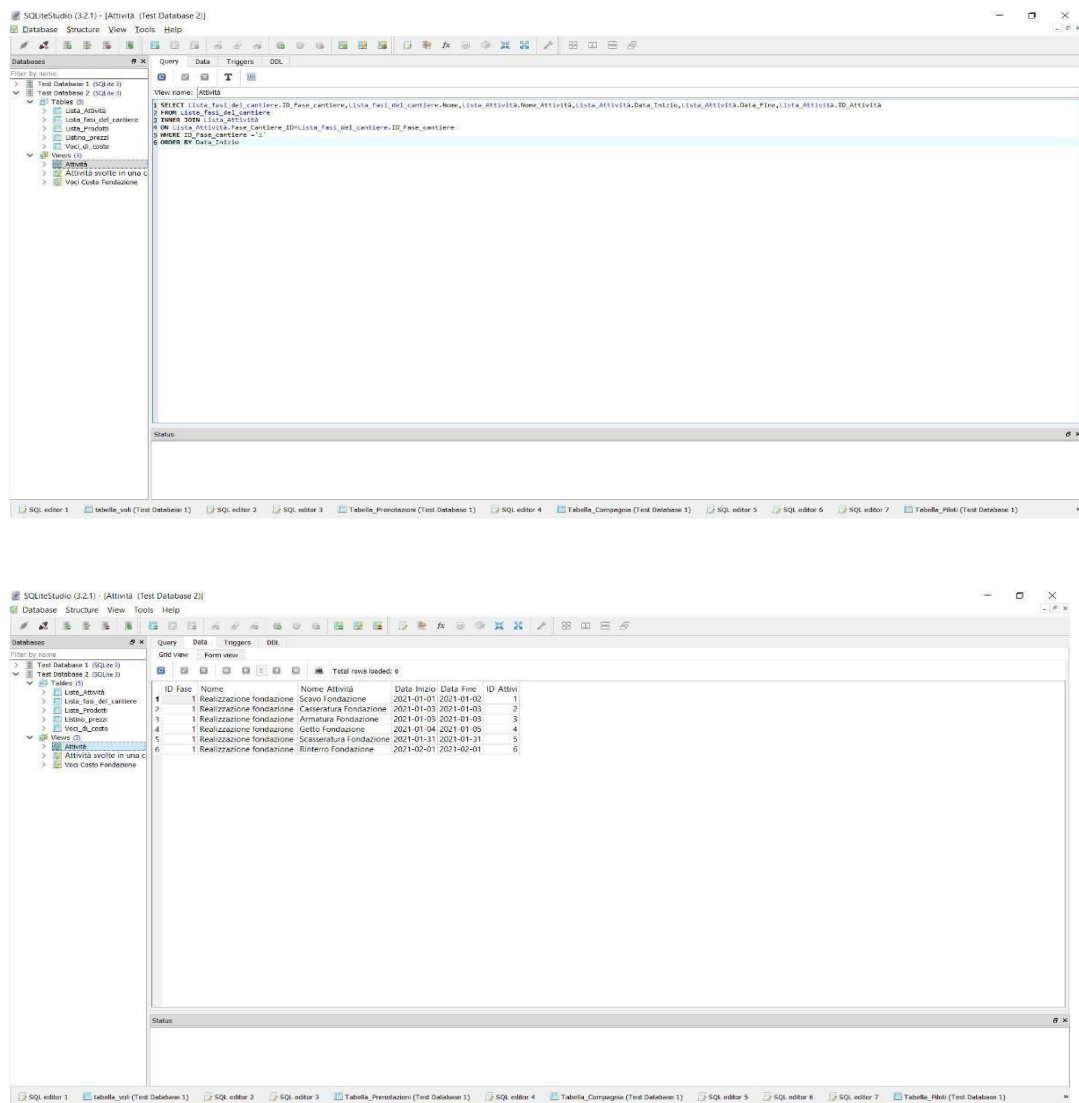 SQLiteStudio (3.2.1) - [Attività (Test Database 2)]
Database Structure View Tools Help
Databases
Query Data Triggers DDL
Filter by name
Test Database 1 (SQLite 3)
Test Database 2 (SQLite 3)
Tables (5)
Lista_Attività
Lista_fasi_del_cantiere
Lista_Prodotti
Listino_prezzi
Voci_di_costo
Views (3)
Attività
Attività svolte in una c
Voci Costo Fondazione
View name: Attività
1 SELECT Lista_fasi_del_cantiere.ID_Fase_cantiere,Lista_fasi_del_cantiere.Nome,Lista_Attività.Nome_Attività,Lista_Attività.Data_Inizio,Lista_Attività.Data_Fine,Lista_Attività.ID_Attività
2 FROM Lista_fasi_del_cantiere
3 INNER JOIN Lista_Attività
4 ON Lista_Attività.Fase_Cantiere_ID=Lista_fasi_del_cantiere.ID_Fase_cantiere
5 WHERE ID_Fase_cantiere ='1'
6 ORDER BY Data_Inizio
Status
SQL editor 1 tabella_voli (Test Database 1) SQL editor 2 SQL editor 3 Tabella_Prenotazioni (Test Database 1) SQL editor 4 Tabella_Compagnia (Test Database 1) SQL editor 5 SQL editor 6 SQL editor 7 Tabella_Piloti (Test Database 1)
SQLiteStudio (3.2.1) - [Attività (Test Database 2)]
Database Structure View Tools Help
Databases
Query Data Triggers DDL
Filter by name
Grid view Form view
Test Database 1 (SQLite 3)
Test Database 2 (SQLite 3)
Tables (5)
Lista_Attività
Lista_fasi_del_cantiere
Lista_Prodotti
Listino_prezzi
Voci_di_costo
Views (3)
Attività
Attività svolte in una c
Voci Costo Fondazione
1 Total rows loaded: 6
ID Fase Nome Nome Attività Data Inizio Data Fine ID Attivi
1 1 Realizzazione fondazione Scavo Fondazione 2021-01-01 2021-01-02 1
2 1 Realizzazione fondazione Casseratura Fondazione 2021-01-03 2021-01-03 2
3 1 Realizzazione fondazione Armatura Fondazione 2021-01-03 2021-01-03 3
4 1 Realizzazione fondazione Getto Fondazione 2021-01-04 2021-01-05 4
5 1 Realizzazione fondazione Scasseratura Fondazione 2021-01-31 2021-01-31 5
6 1 Realizzazione fondazione Rinterro Fondazione 2021-02-01 2021-02-01 6
Status
SQL editor 1 tabella_voli (Test Database 1) SQL editor 2 SQL editor 3 Tabella_Prenotazioni (Test Database 1) SQL editor 4 Tabella_Compagnia (Test Database 1) SQL editor 5 SQL editor 6 SQL editor 7 Tabella_Piloti (Test Database 1)